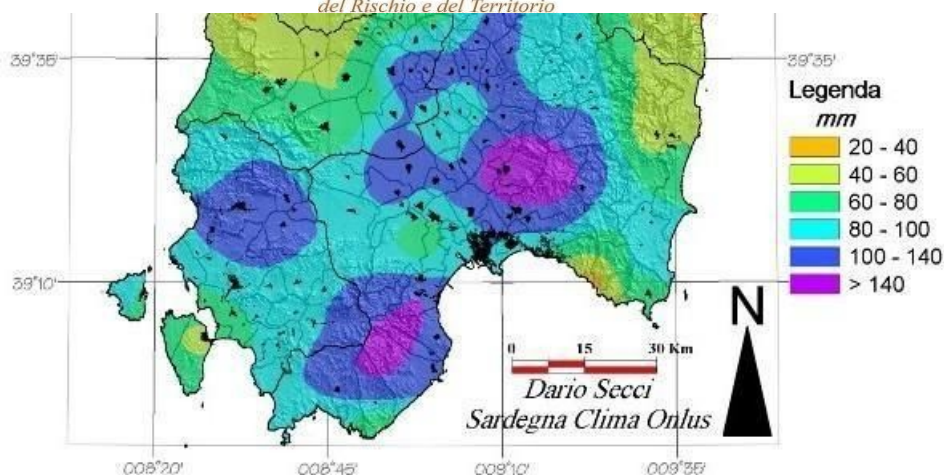 del Rischio e del Territorio
39°35'
39°35'
Legenda
mm
20 - 40
40 - 60
60 - 80
80 - 100
100 - 140
> 140
39°10'
39°10'
N
0 15 30 Km
Dario Secci
Sardegna Clima Onlus
008°20' 008°45' 009°10' 009°35'